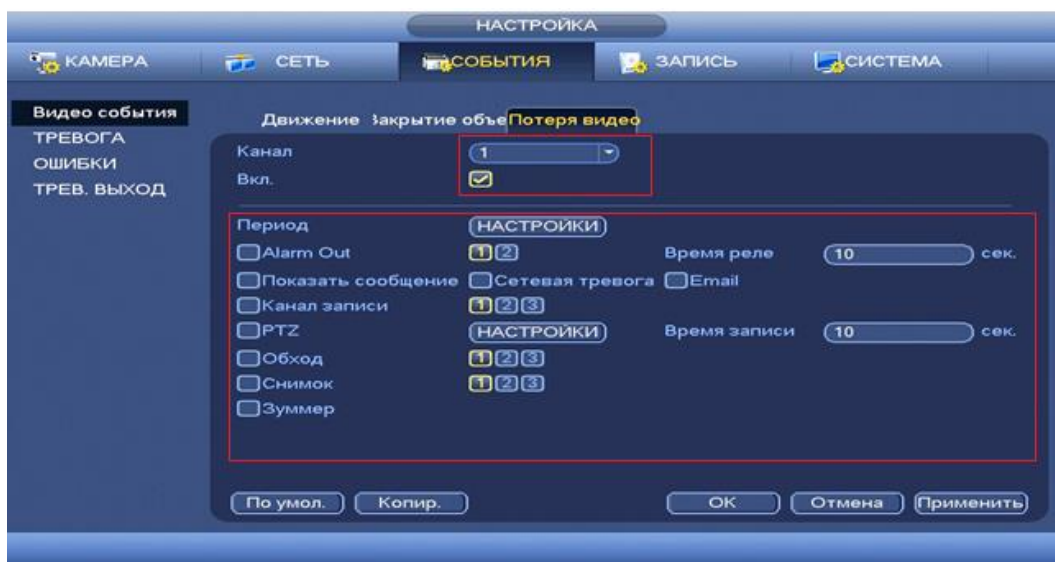 НАСТРОЙКА
КАМЕРА СЕТЬ СОБЫТИЯ ЗАПИСЬ СИСТЕМА
Видео события
ТРЕВОГА
ОШИБКИ
ТРЕВ. ВЫХОД
Движение Закрытие объе Потеря видео
Канал 1
Вкл.
Период НАСТРОЙКИ
Alarm Out 1 2 Время реле 10 сек.
Показать сообщение Сетевая тревога Email
Канал записи 1 2 3
PTZ НАСТРОЙКИ Время записи 10 сек.
Обход 1 2 3
Снимок 1 2 3
Зуммер
По умол. Копир. ОК Отмена Применить